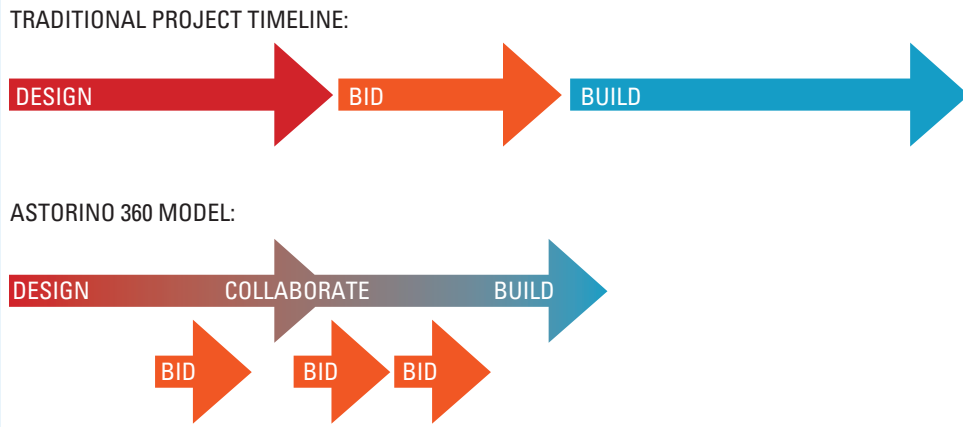 TRADITIONAL PROJECT TIMELINE:
DESIGN BID BUILD
ASTORINO 360 MODEL:
DESIGN COLLABORATE BUILD
BID BID BID